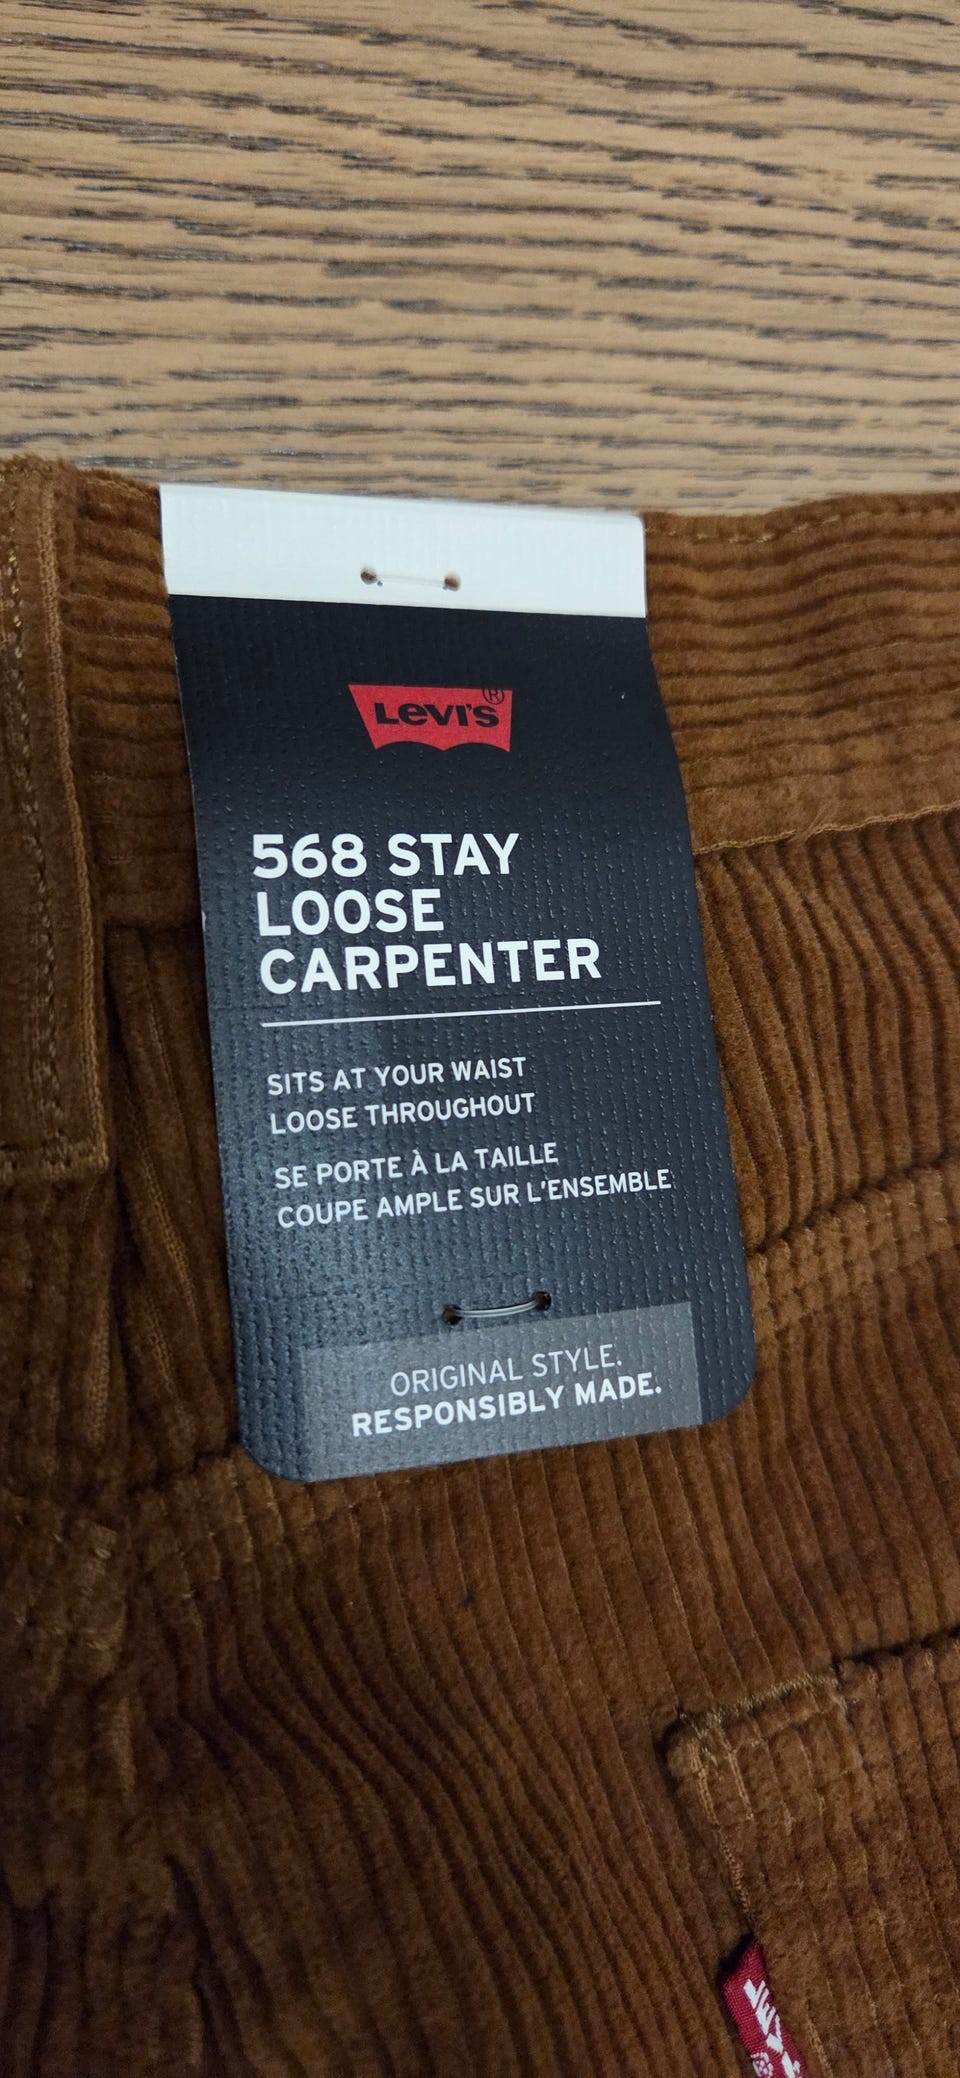 LEVI'S®
568 STAY
LOOSE
CARPENTER
SITS AT YOUR WAIST
LOOSE THROUGHOUT
SE PORTE À LA TAILLE
COUPE AMPLE SUR L'ENSEMBLE
ORIGINAL STYLE.
RESPONSIBLY MADE.